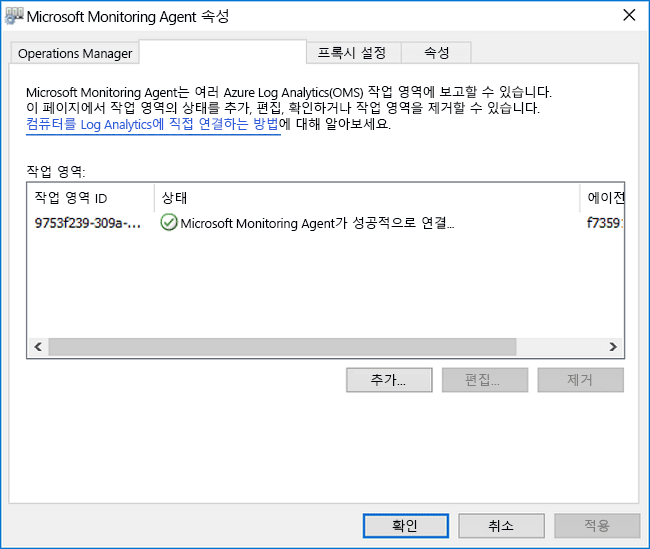 Microsoft Monitoring Agent 속성
Operations Manager 프록시 설정 속성
Microsoft Monitoring Agent는 여러 Azure Log Analytics(OMS) 작업 영역에 보고할 수 있습니다.
이 페이지에서 작업 영역의 상태를 추가, 편집, 확인하거나 작업 영역을 제거할 수 있습니다.
컴퓨터를 Log Analytics에 직접 연결하는 방법에 대해 알아보세요.
작업 영역:
작업 영역 ID 상태 에이전
9753f239-309a-... Microsoft Monitoring Agent가 성공적으로 연결... f73591
추가... 편집... 제거
확인 취소 적용